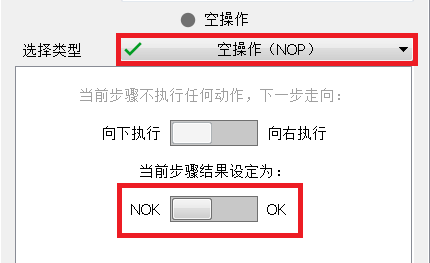 空操作
选择类型 空操作（NOP）
当前步骤不执行任何动作，下一步走向：
向下执行 向右执行
当前步骤结果设定为：
NOK OK